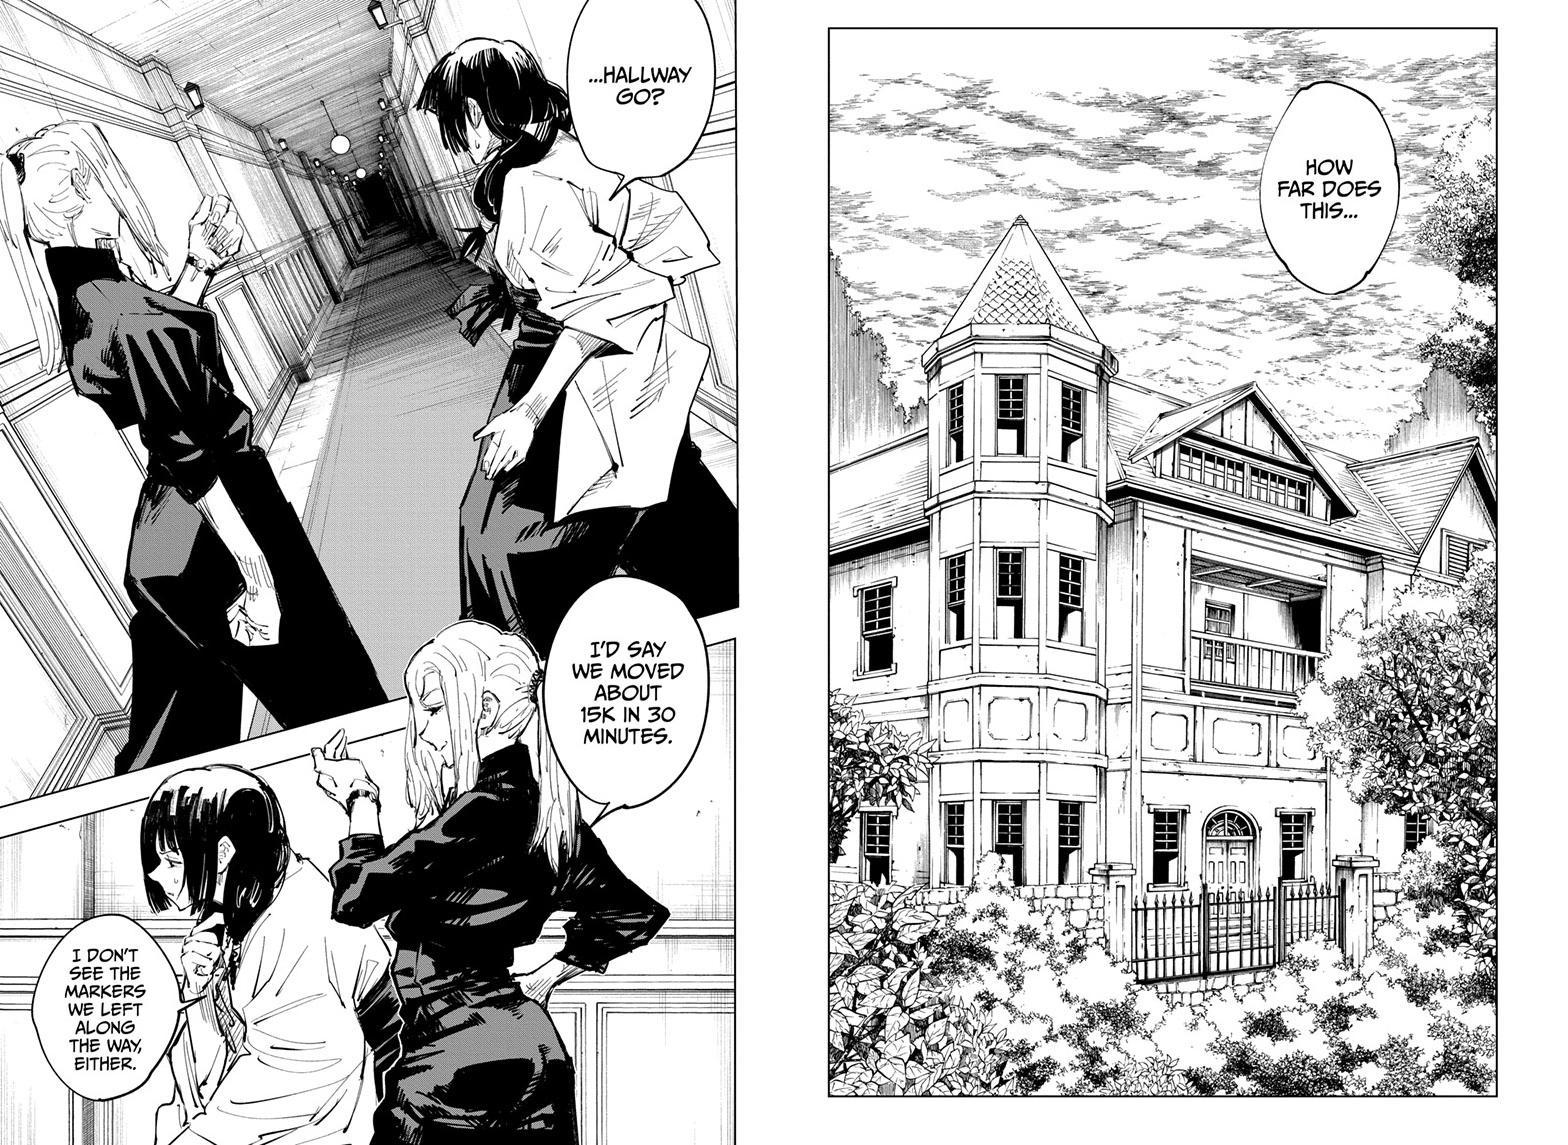 HOW
FAR DOES
THIS...
...HALLWAY
GO?
I'D SAY
WE MOVED
ABOUT
15K IN 30
MINUTES.
I DON'T
SEE THE
MARKERS
WE LEFT
ALONG
THE WAY,
EITHER.